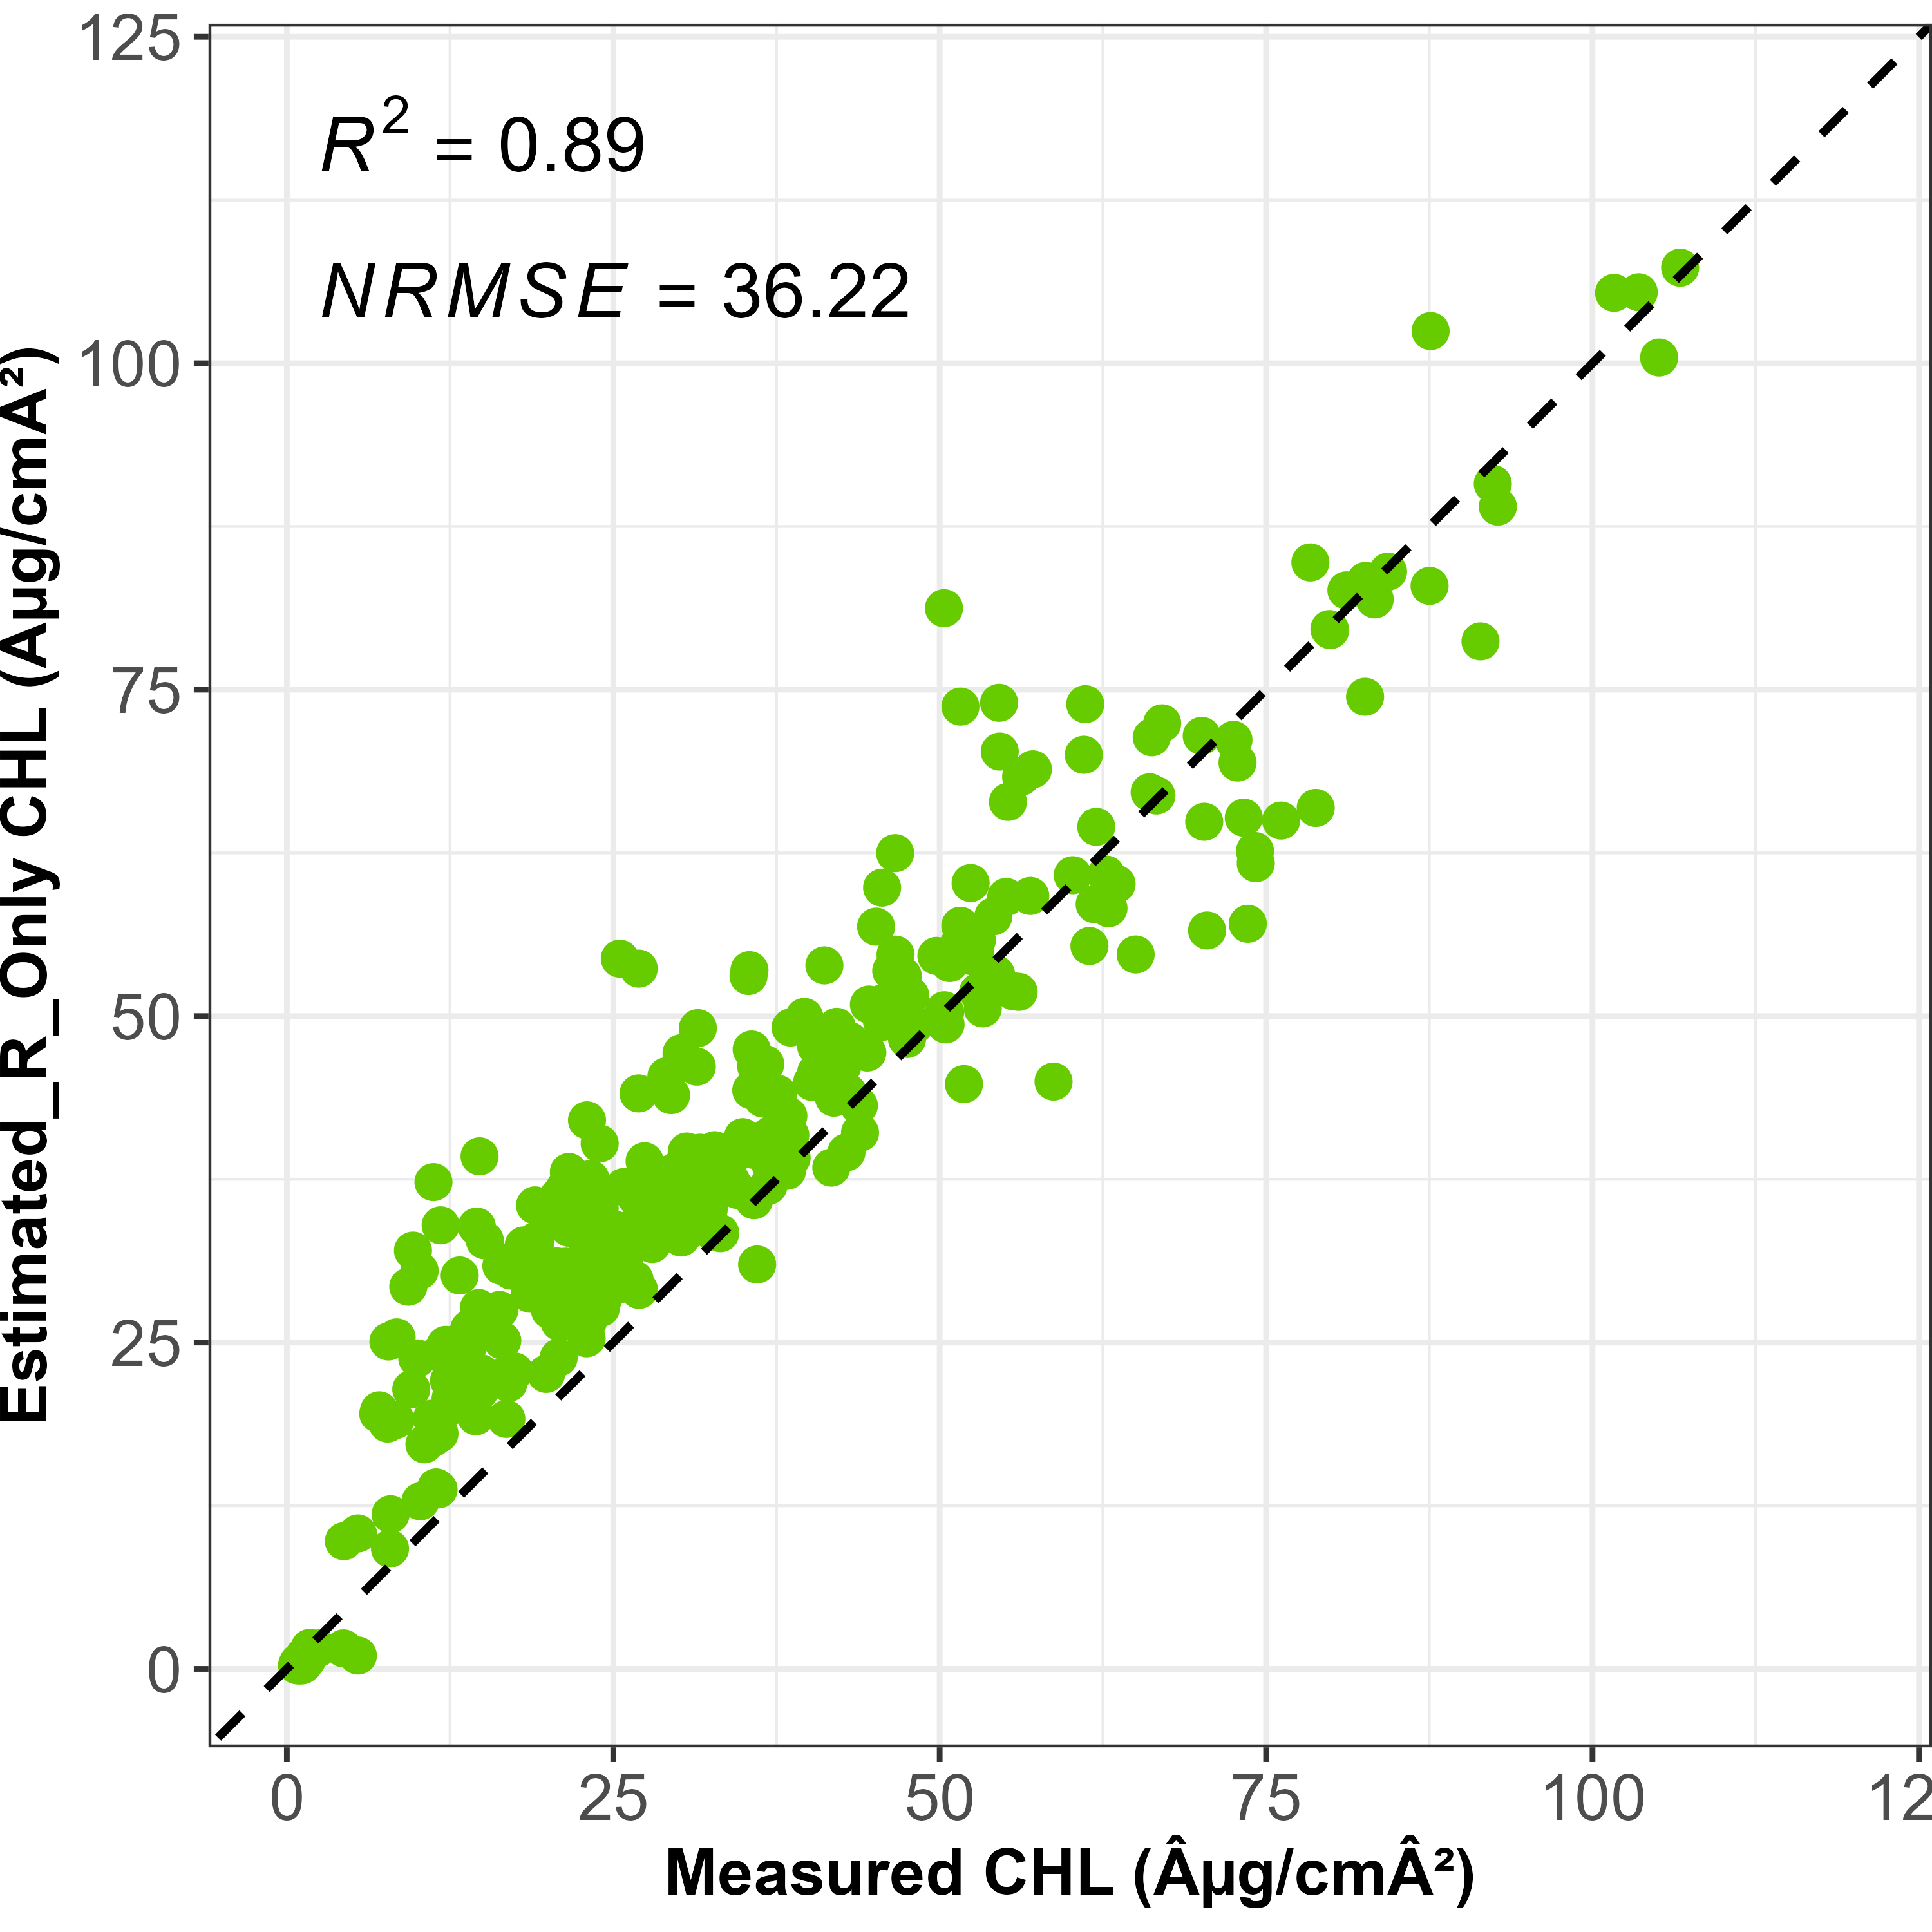 125
R² = 0.89
NRMSE = 36.22
100
75
50
25
0
Estimated_R_Only CHL (Âµg/cmÂ²)
0 25 50 75 100 12
Measured CHL (Âµg/cmÂ²)